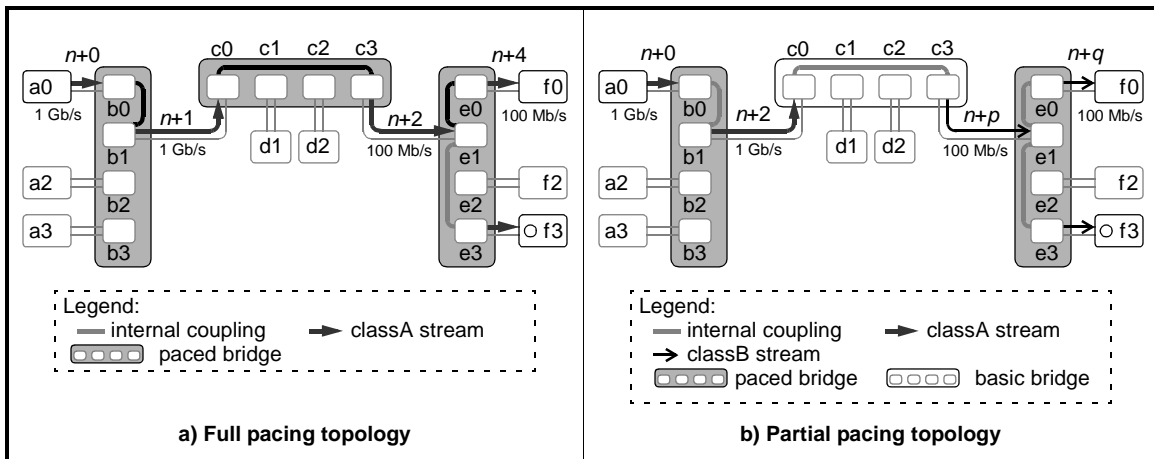 n+0
a0
1 Gb/s
b0
b1
n+1
1 Gb/s
a2
b2
a3
b3
c0 c1 c2 c3
d1 d2
n+2
100 Mb/s
n+4
e0
f0
100 Mb/s
e1
e2
f2
e3
f3
Legend:
internal coupling
classA stream
paced bridge
a) Full pacing topology
n+0
a0
1 Gb/s
b0
b1
n+2
1 Gb/s
a2
b2
a3
b3
c0 c1 c2 c3
d1 d2
n+p
100 Mb/s
n+q
e0
f0
100 Mb/s
e1
e2
f2
e3
f3
Legend:
internal coupling
classA stream
classB stream
paced bridge
basic bridge
b) Partial pacing topology